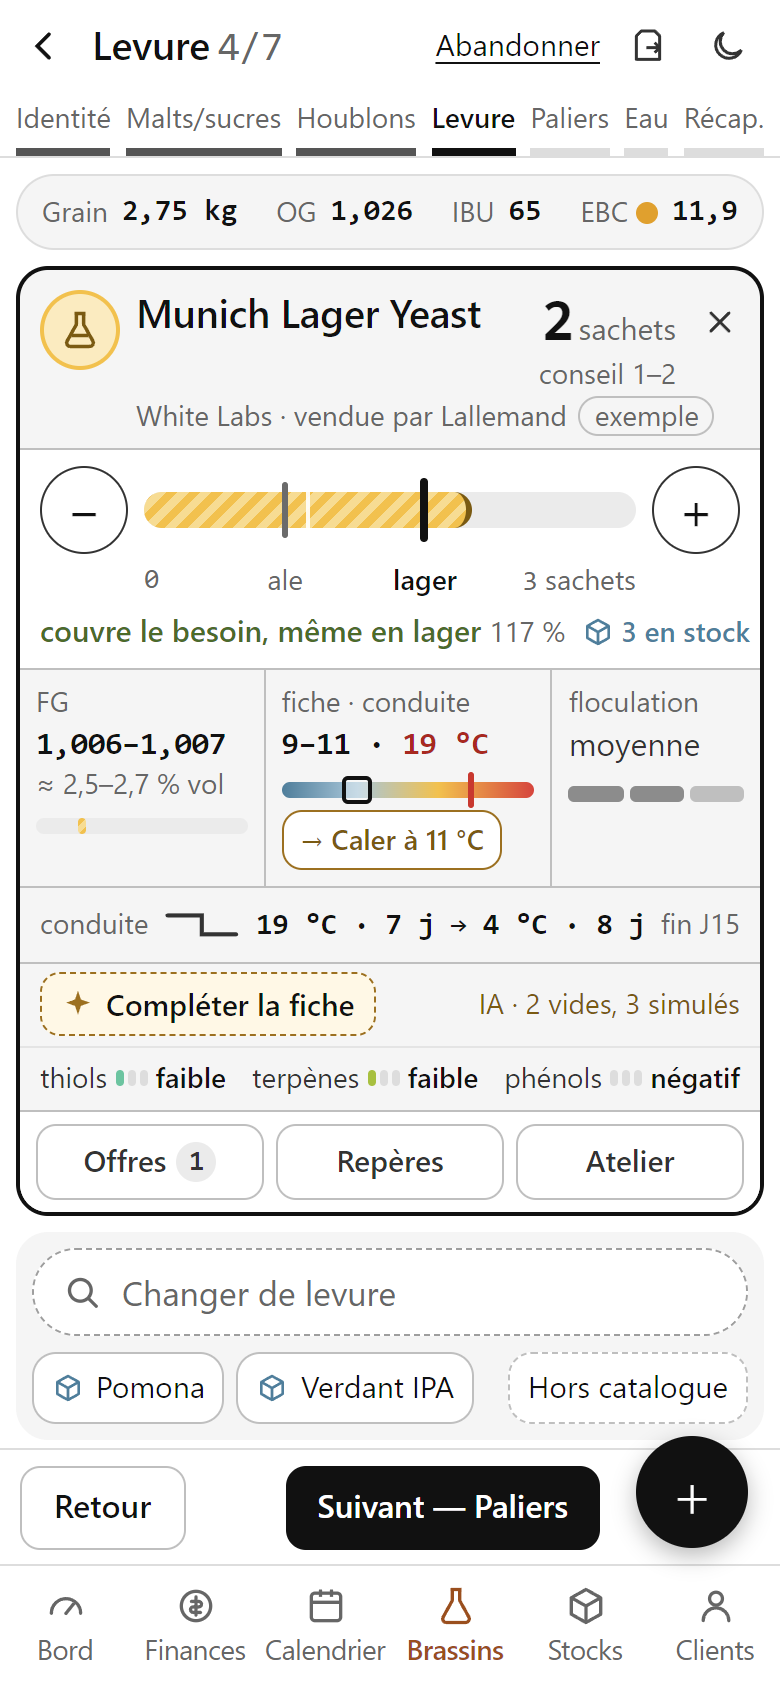 Levure 4/7 Abandonner
Identité Malts/sucres Houblons Levure Paliers Eau Récap.
Grain 2,75 kg OG 1,026 IBU 65 EBC 11,9
Munich Lager Yeast 2 sachets
conseil 1–2
White Labs · vendue par Lallemand exemple
− +
0 ale lager 3 sachets
couvre le besoin, même en lager 117 % 3 en stock
FG fiche · conduite floculation
1,006–1,007 9–11 · 19 °C moyenne
≈ 2,5–2,7 % vol
→ Caler à 11 °C
conduite 19 °C · 7 j → 4 °C · 8 j fin J15
Compléter la fiche IA · 2 vides, 3 simulés
thiols faible terpènes faible phénols négatif
Offres 1 Repères Atelier
Changer de levure
Pomona Verdant IPA Hors catalogue
Retour Suivant — Paliers +
Bord Finances Calendrier Brassins Stocks Clients